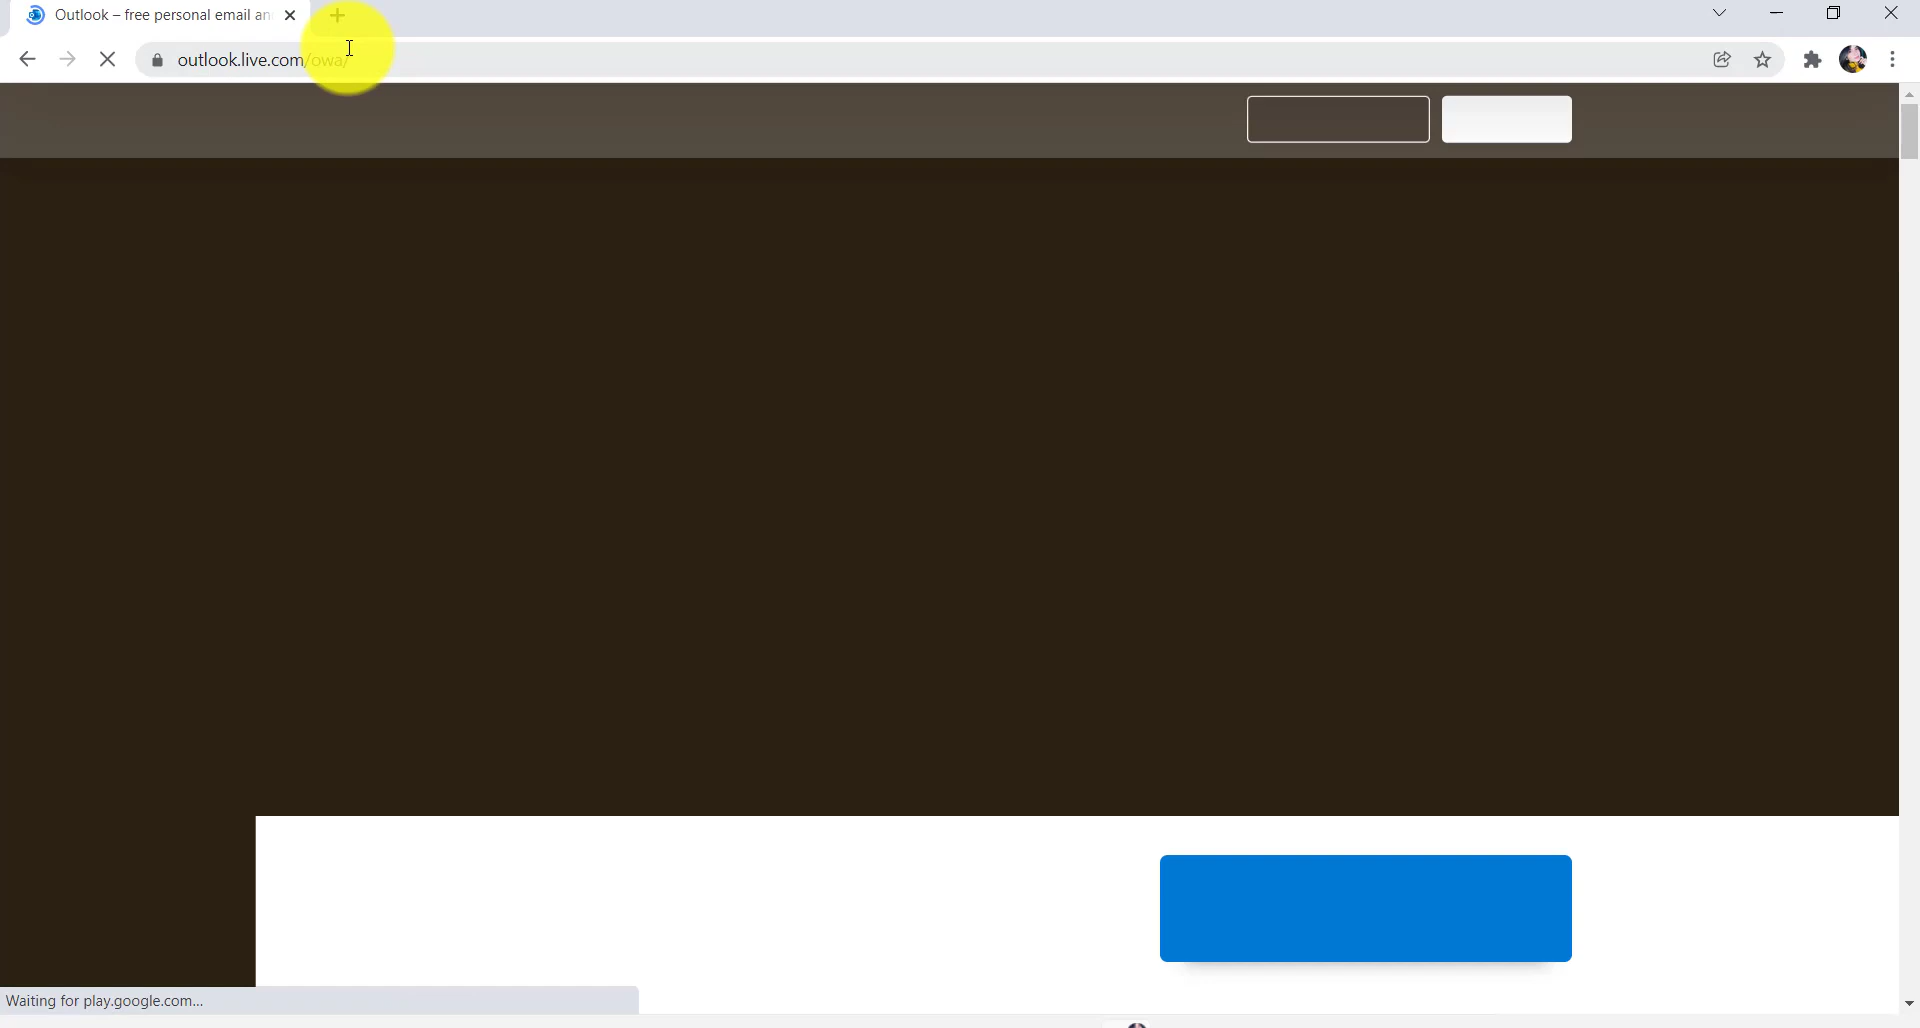 Outlook – free personal email an
outlook.live.com/owa/
Waiting for play.google.com...